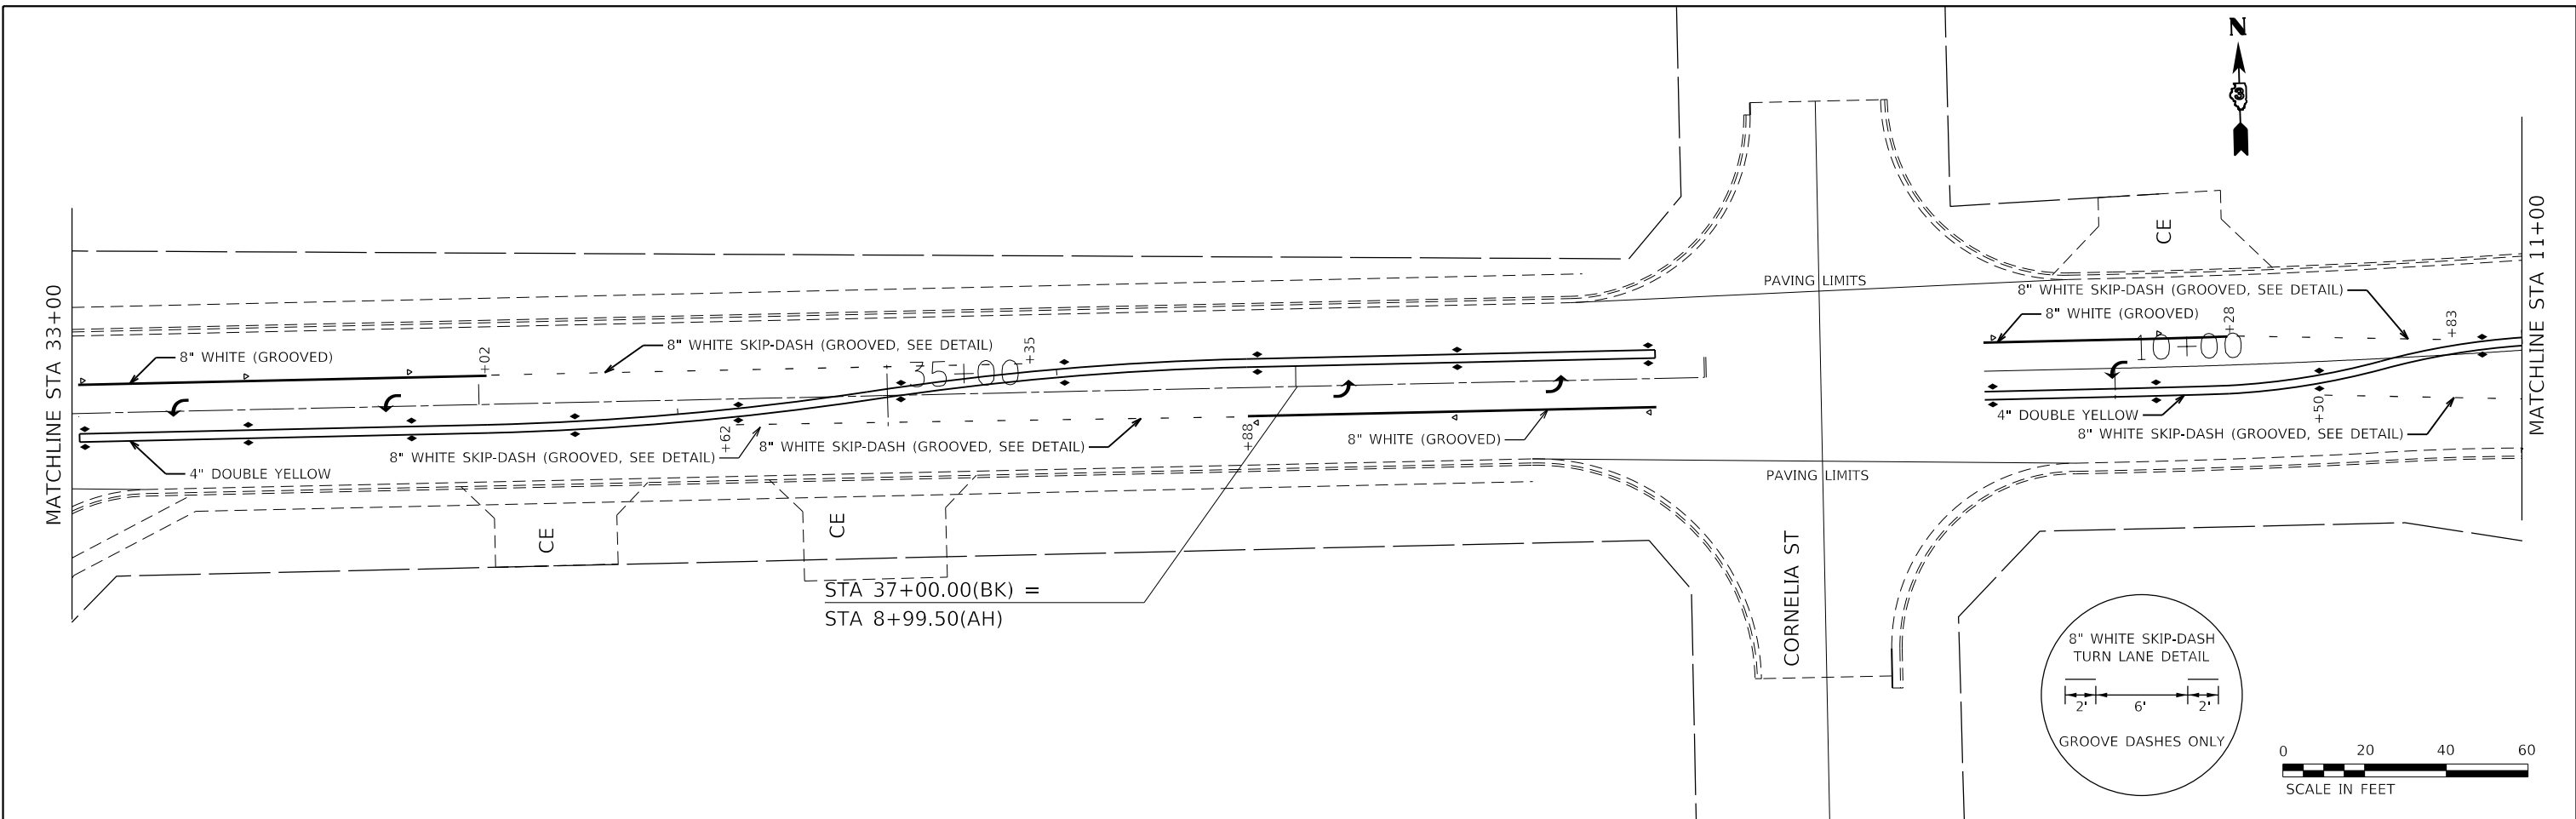 N
3
MATCHLINE STA 33+00
MATCHLINE STA 11+00
PAVING LIMITS
CE
8" WHITE SKIP-DASH (GROOVED, SEE DETAIL)
8" WHITE (GROOVED)
+28
+83
8" WHITE (GROOVED)
+02
8" WHITE SKIP-DASH (GROOVED, SEE DETAIL)
+35
35+00
10+00
4" DOUBLE YELLOW
+50
8" WHITE SKIP-DASH (GROOVED, SEE DETAIL)
4" DOUBLE YELLOW
8" WHITE SKIP-DASH (GROOVED, SEE DETAIL)
+62
8" WHITE SKIP-DASH (GROOVED, SEE DETAIL)
+88
8" WHITE (GROOVED)
PAVING LIMITS
CE
CE
STA 37+00.00(BK) =
STA 8+99.50(AH)
CORNELIA ST
8" WHITE SKIP-DASH
TURN LANE DETAIL
2' 6' 2'
GROOVE DASHES ONLY
0 20 40 60
SCALE IN FEET